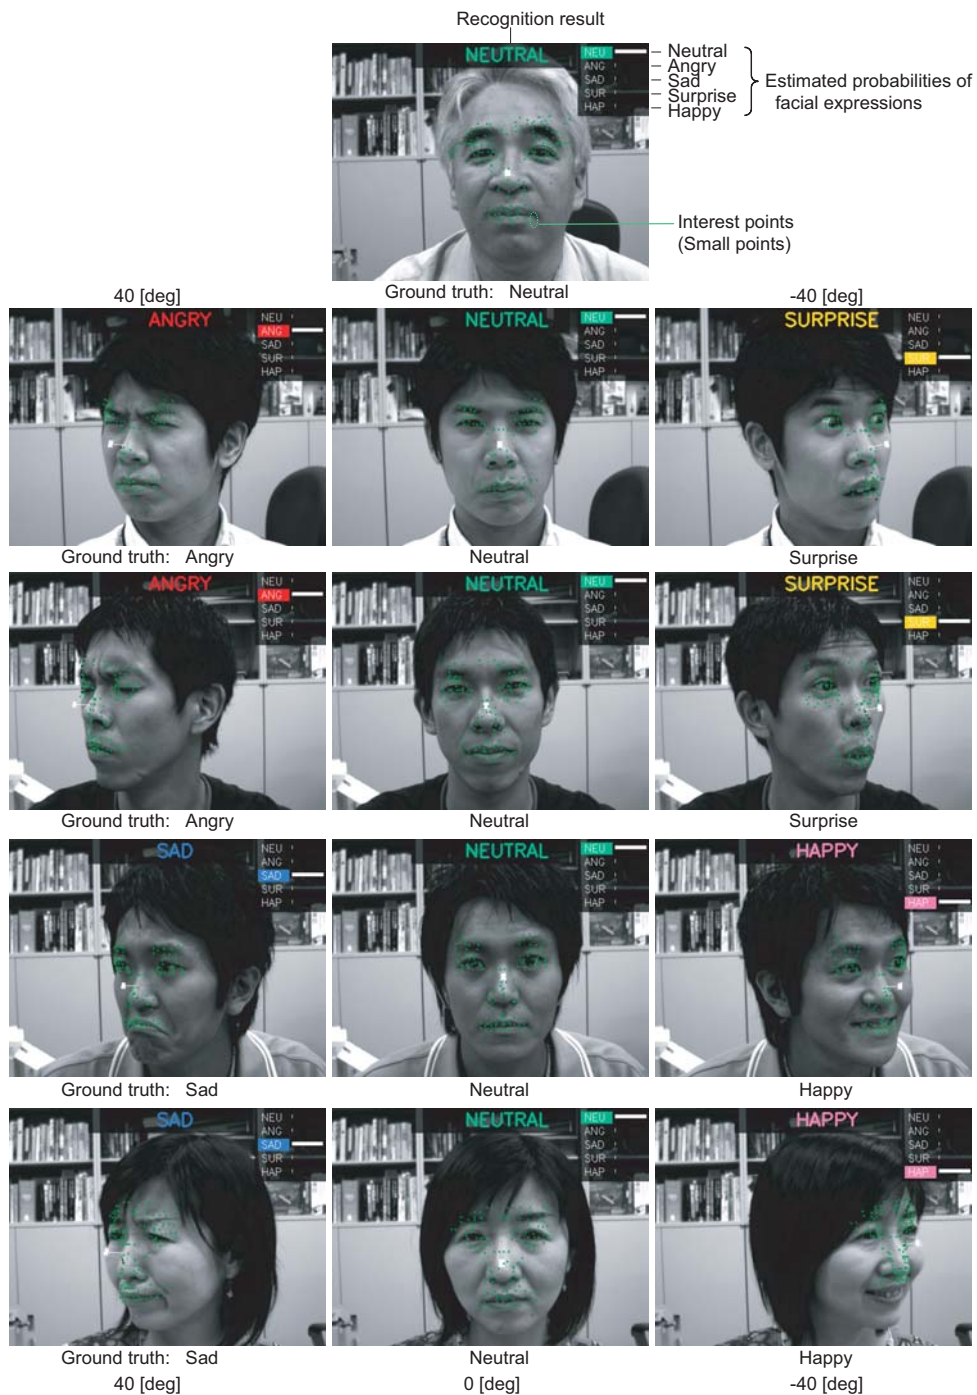 Recognition result
NEUTRAL
NEU
ANG
SAD
SUR
HAP
Neutral
Angry
Sad
Surprise
Happy
Estimated probabilities of
facial expressions
Interest points
(Small points)
Ground truth: Neutral
40 [deg]
-40 [deg]
ANGRY
NEU
ANG
SAD
SUR
HAP
NEUTRAL
NEU
ANG
SAD
SUR
HAP
SURPRISE
NEU
ANG
SAD
SUR
HAP
Ground truth: Angry
Neutral
Surprise
ANGRY
NEU
ANG
SAD
SUR
HAP
NEUTRAL
NEU
ANG
SAD
SUR
HAP
SURPRISE
NEU
ANG
SAD
SUR
HAP
Ground truth: Angry
Neutral
Surprise
SAD
NEU
ANG
SAD
SUR
HAP
NEUTRAL
NEU
ANG
SAD
SUR
HAP
HAPPY
NEU
ANG
SAD
SUR
HAP
Ground truth: Sad
Neutral
Happy
SAD
NEU
ANG
SAD
SUR
HAP
NEUTRAL
NEU
ANG
SAD
SUR
HAP
HAPPY
NEU
ANG
SAD
SUR
HAP
Ground truth: Sad
Neutral
Happy
40 [deg]
0 [deg]
-40 [deg]